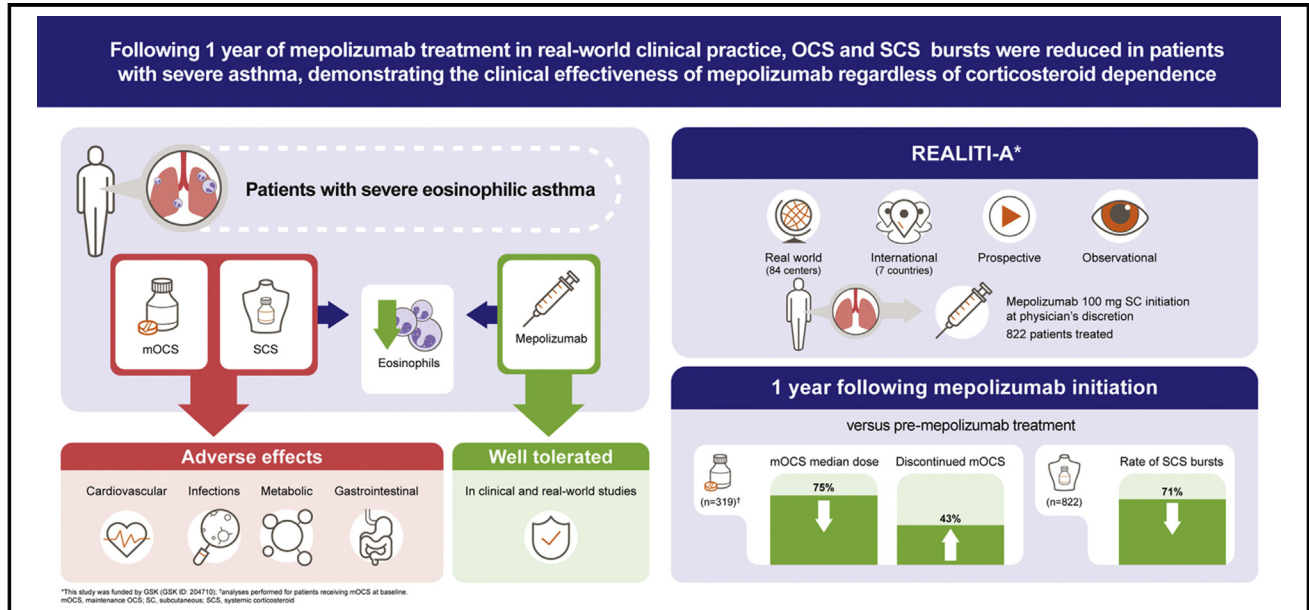 Following 1 year of mepolizumab treatment in real-world clinical practice, OCS and SCS bursts were reduced in patients
with severe asthma, demonstrating the clinical effectiveness of mepolizumab regardless of corticosteroid dependence
Patients with severe eosinophilic asthma
mOCS
SCS
Eosinophils
Mepolizumab
Adverse effects
Cardiovascular
Infections
Metabolic
Gastrointestinal
Well tolerated
In clinical and real-world studies
REALITI-A*
Real world
(84 centers)
International
(7 countries)
Prospective
Observational
Mepolizumab 100 mg SC initiation
at physician's discretion
822 patients treated
1 year following mepolizumab initiation
versus pre-mepolizumab treatment
(n=319)†
mOCS median dose
75%
Discontinued mOCS
43%
(n=822)
Rate of SCS bursts
71%
*This study was funded by GSK (GSK ID: 204710); †analyses performed for patients receiving mOCS at baseline.
mOCS, maintenance OCS; SC, subcutaneous; SCS, systemic corticosteroid